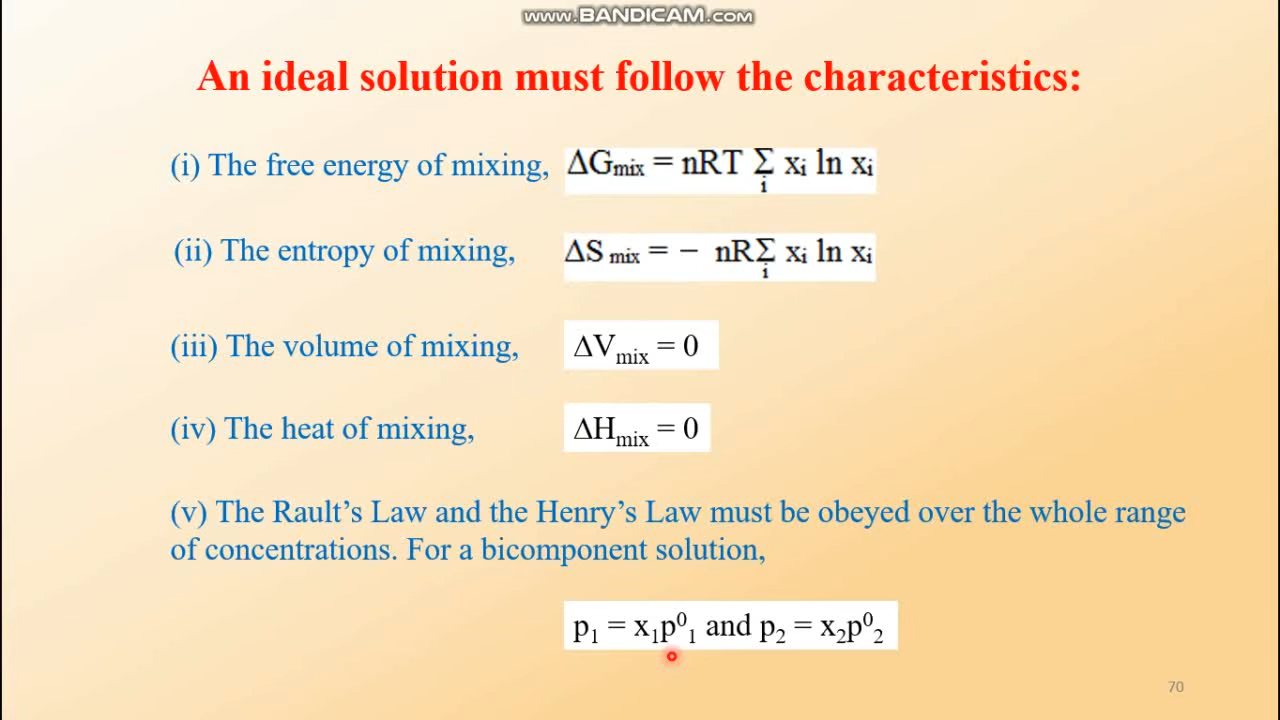 www.BANDICAM.com
An ideal solution must follow the characteristics:
(i) The free energy of mixing, ΔGmix = nRT Σi xi ln xi
(ii) The entropy of mixing, ΔS mix = − nRΣi xi ln xi
(iii) The volume of mixing, ΔVmix = 0
(iv) The heat of mixing, ΔHmix = 0
(v) The Rault’s Law and the Henry’s Law must be obeyed over the whole range
of concentrations. For a bicomponent solution,
p₁ = x₁p⁰₁ and p₂ = x₂p⁰₂
70